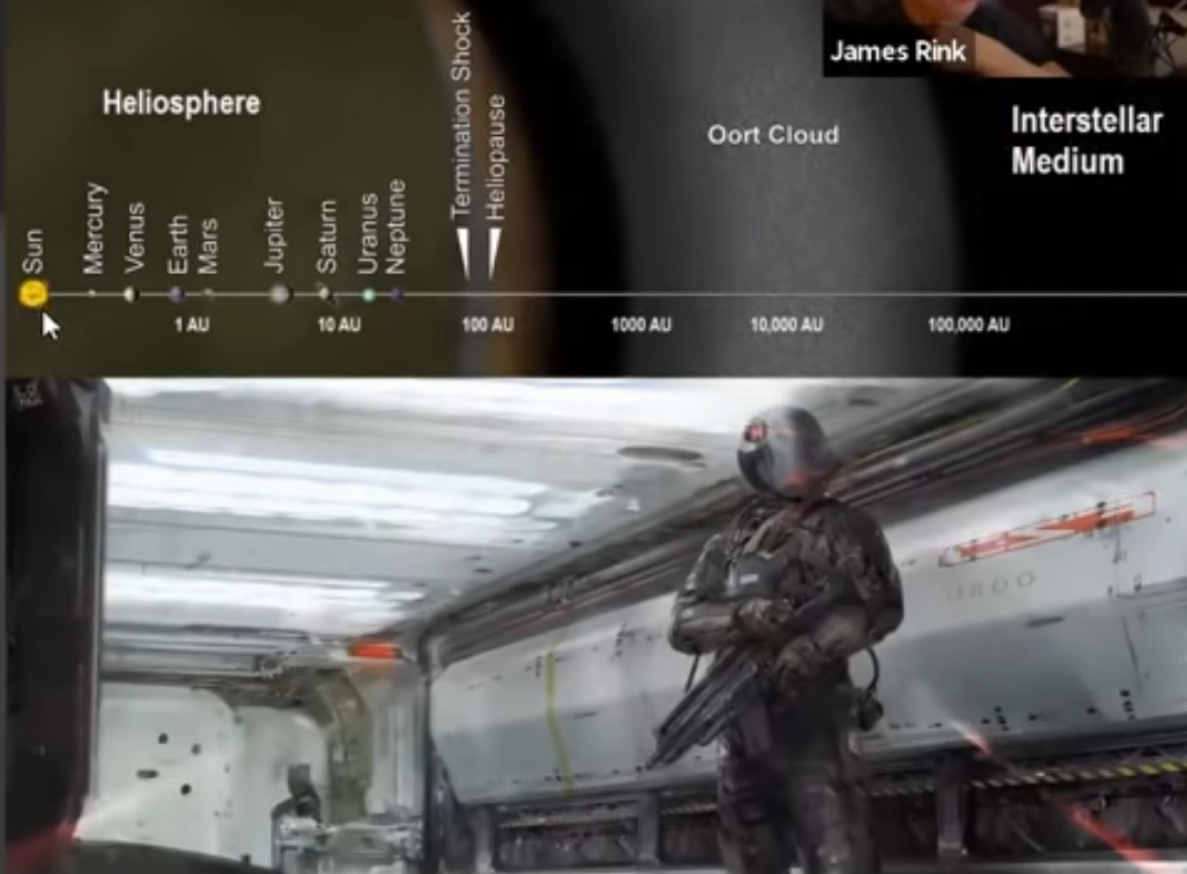 James Rink
Heliosphere
Termination Shock
Heliopause
Oort Cloud
Interstellar
Medium
Sun
Mercury
Venus
Earth
Mars
Jupiter
Saturn
Uranus
Neptune
1 AU
10 AU
100 AU
1000 AU
10,000 AU
100,000 AU